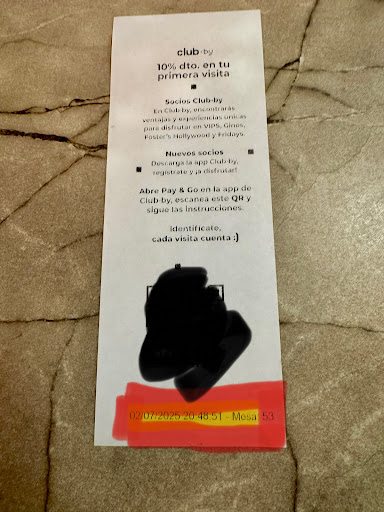 club·by
10% dto. en tu
primera visita
Socios Club·by
En Club·by, encontrarás
ventajas y experiencias únicas
para disfrutar en VIPS, Ginos,
Foster's Hollywood y Fridays.
Nuevos socios
Descarga la app Club·by,
regístrate y ¡a disfrutar!
Abre Pay & Go en la app de
Club·by, escanea este QR y
sigue las instrucciones.
Identifícate,
cada visita cuenta :)
02/07/2025 20:48:51 - Mesa: 53